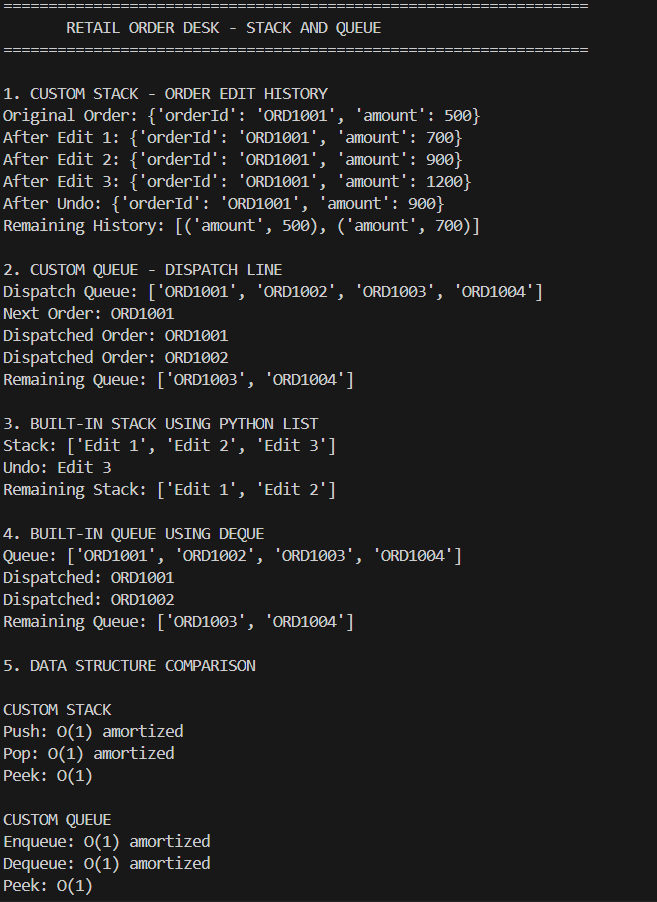 =================================================================
RETAIL ORDER DESK - STACK AND QUEUE
=================================================================
1. CUSTOM STACK - ORDER EDIT HISTORY
Original Order: {'orderId': 'ORD1001', 'amount': 500}
After Edit 1: {'orderId': 'ORD1001', 'amount': 700}
After Edit 2: {'orderId': 'ORD1001', 'amount': 900}
After Edit 3: {'orderId': 'ORD1001', 'amount': 1200}
After Undo: {'orderId': 'ORD1001', 'amount': 900}
Remaining History: [('amount', 500), ('amount', 700)]
2. CUSTOM QUEUE - DISPATCH LINE
Dispatch Queue: ['ORD1001', 'ORD1002', 'ORD1003', 'ORD1004']
Next Order: ORD1001
Dispatched Order: ORD1001
Dispatched Order: ORD1002
Remaining Queue: ['ORD1003', 'ORD1004']
3. BUILT-IN STACK USING PYTHON LIST
Stack: ['Edit 1', 'Edit 2', 'Edit 3']
Undo: Edit 3
Remaining Stack: ['Edit 1', 'Edit 2']
4. BUILT-IN QUEUE USING DEQUE
Queue: ['ORD1001', 'ORD1002', 'ORD1003', 'ORD1004']
Dispatched: ORD1001
Dispatched: ORD1002
Remaining Queue: ['ORD1003', 'ORD1004']
5. DATA STRUCTURE COMPARISON
CUSTOM STACK
Push: O(1) amortized
Pop: O(1) amortized
Peek: O(1)
CUSTOM QUEUE
Enqueue: O(1) amortized
Dequeue: O(1) amortized
Peek: O(1)